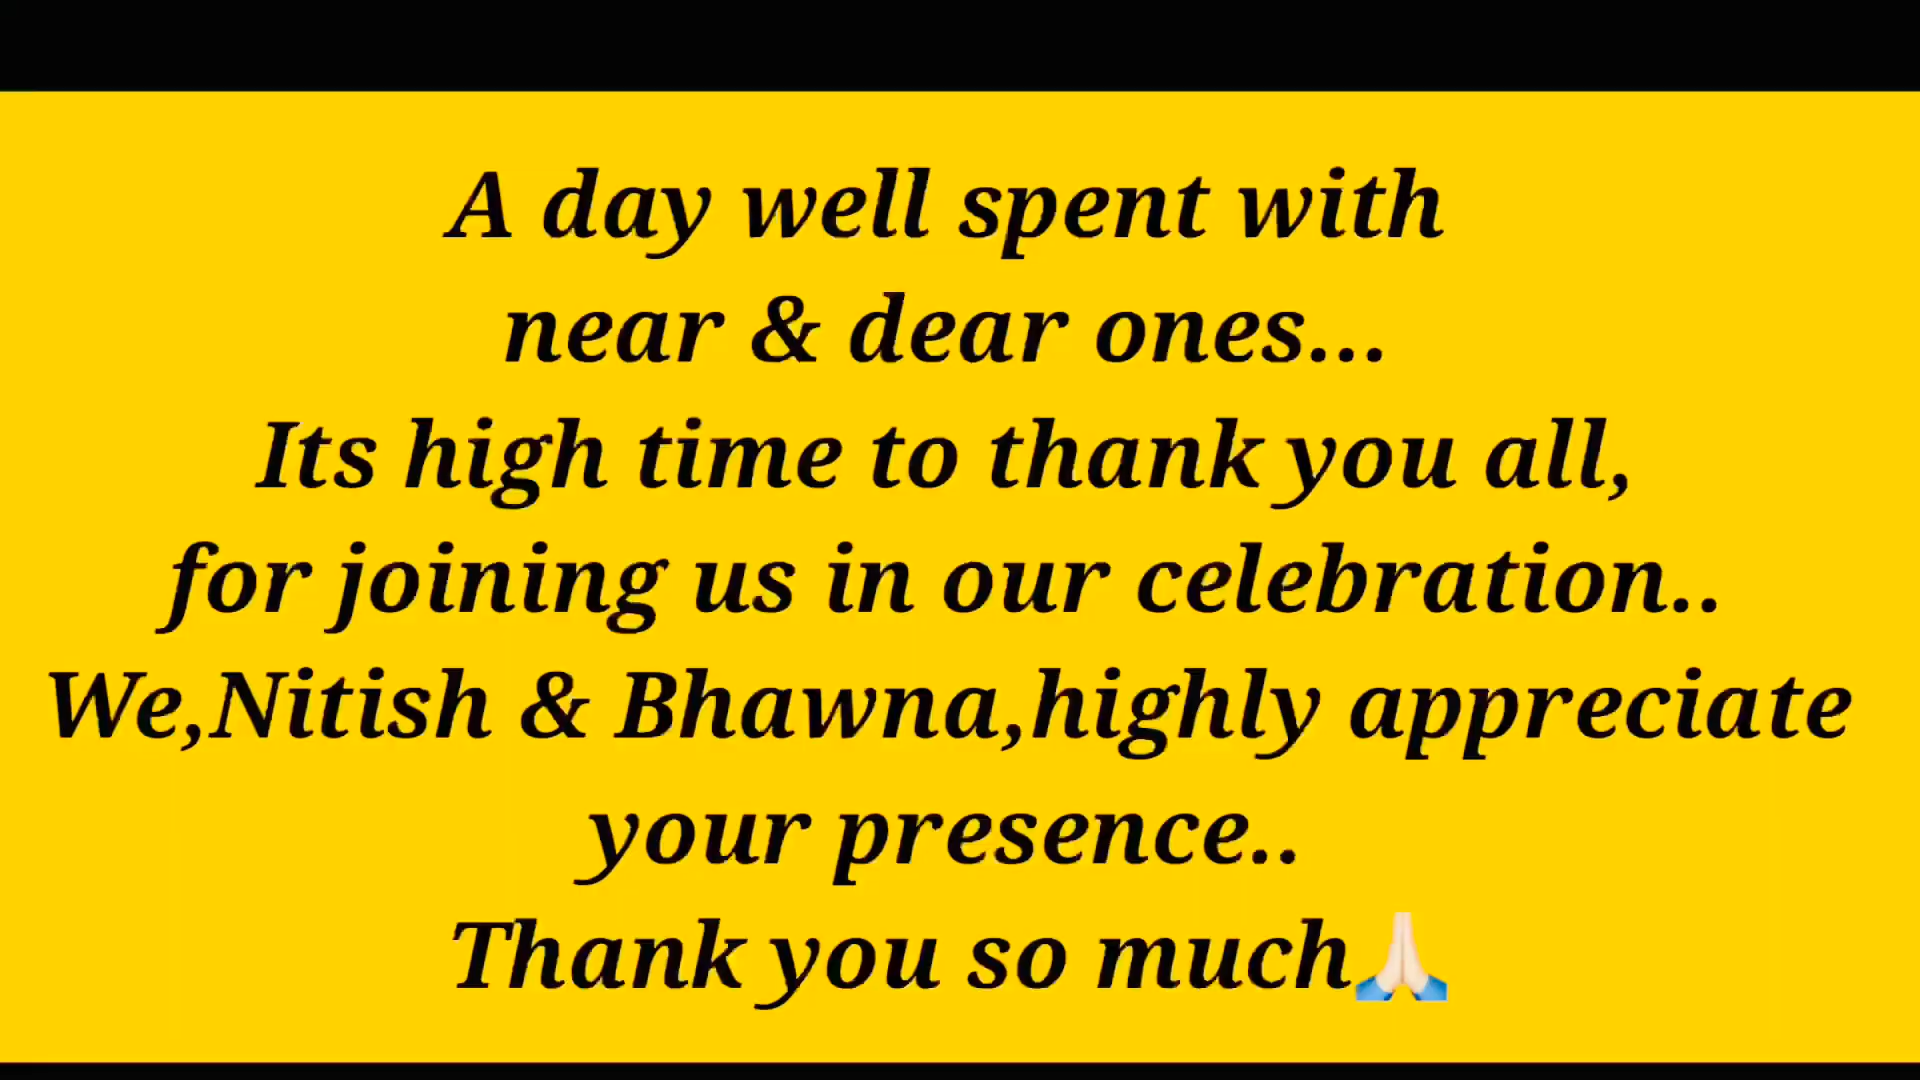 A day well spent with
near & dear ones...
Its high time to thank you all,
for joining us in our celebration..
We,Nitish & Bhawna,highly appreciate
your presence..
Thank you so much🙏🏻